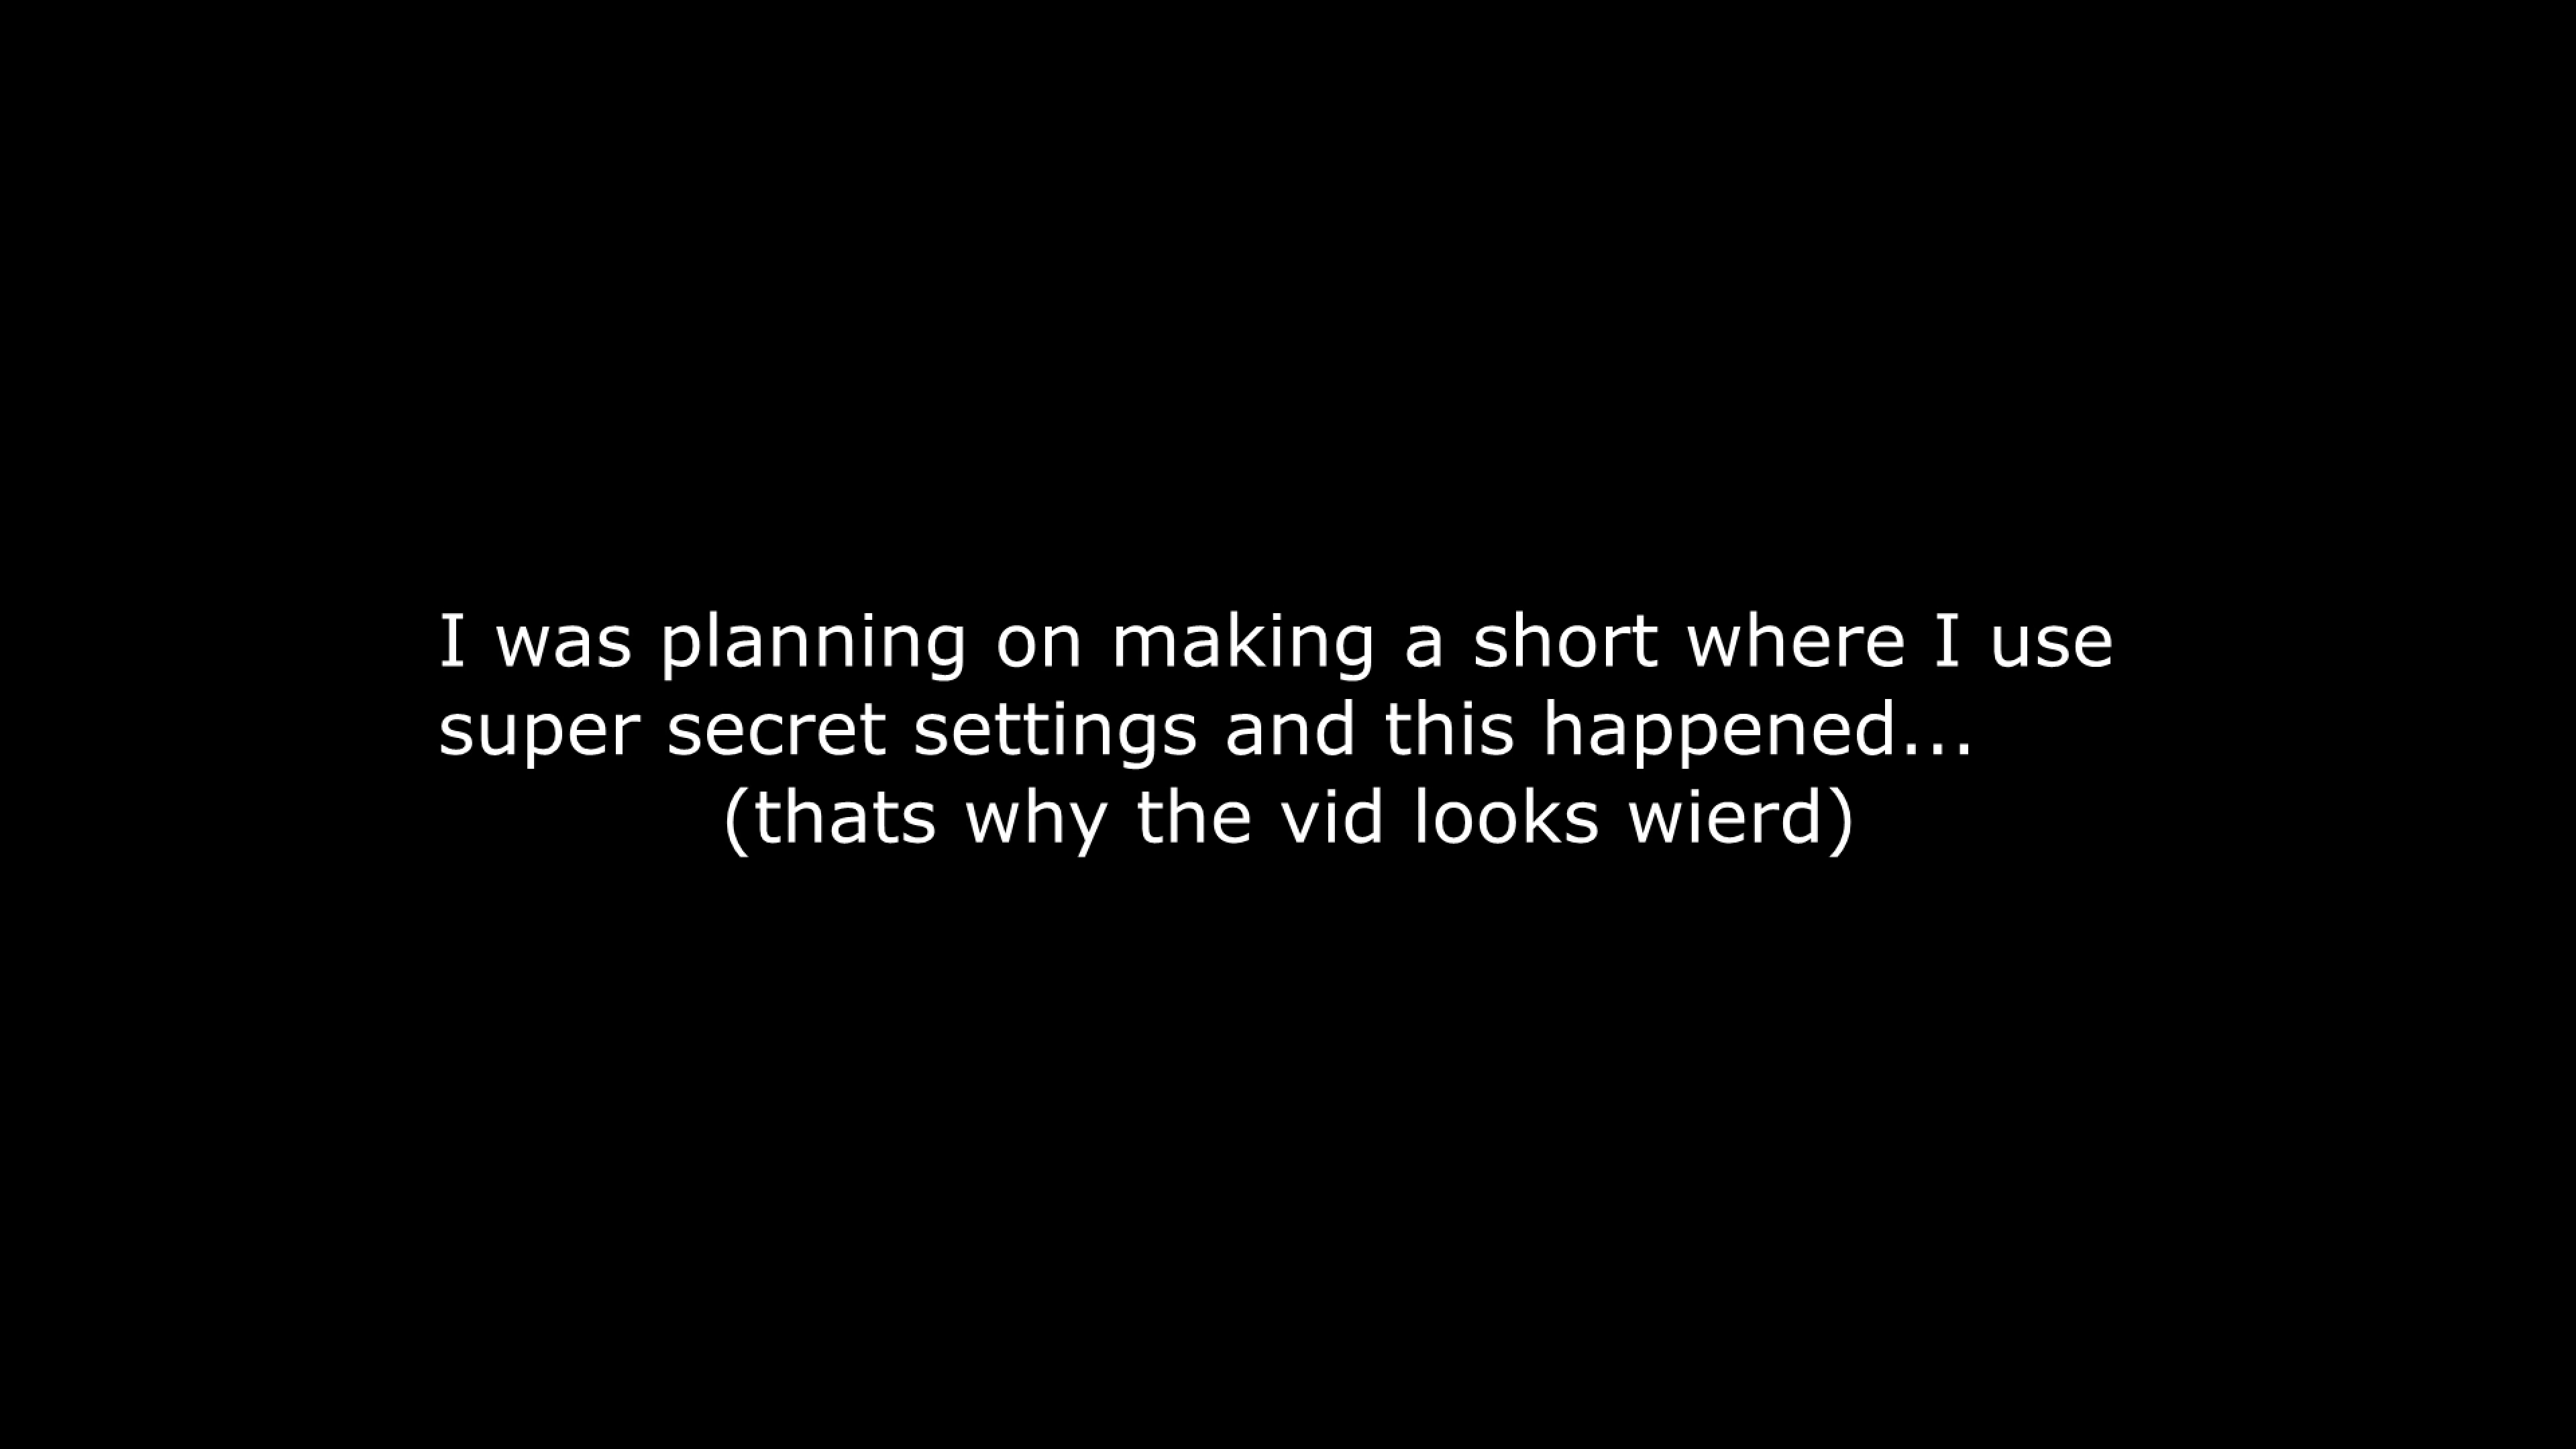 I was planning on making a short where I use
super secret settings and this happened...
(thats why the vid looks wierd)